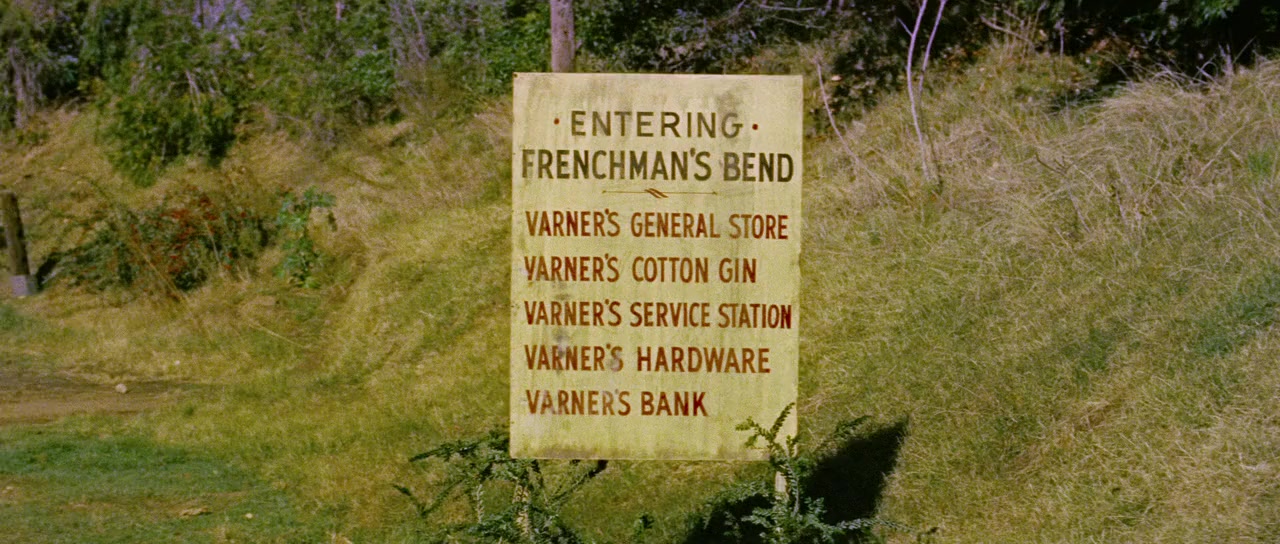 · ENTERING ·
FRENCHMAN'S BEND
VARNER'S GENERAL STORE
VARNER'S COTTON GIN
VARNER'S SERVICE STATION
VARNER'S HARDWARE
VARNER'S BANK